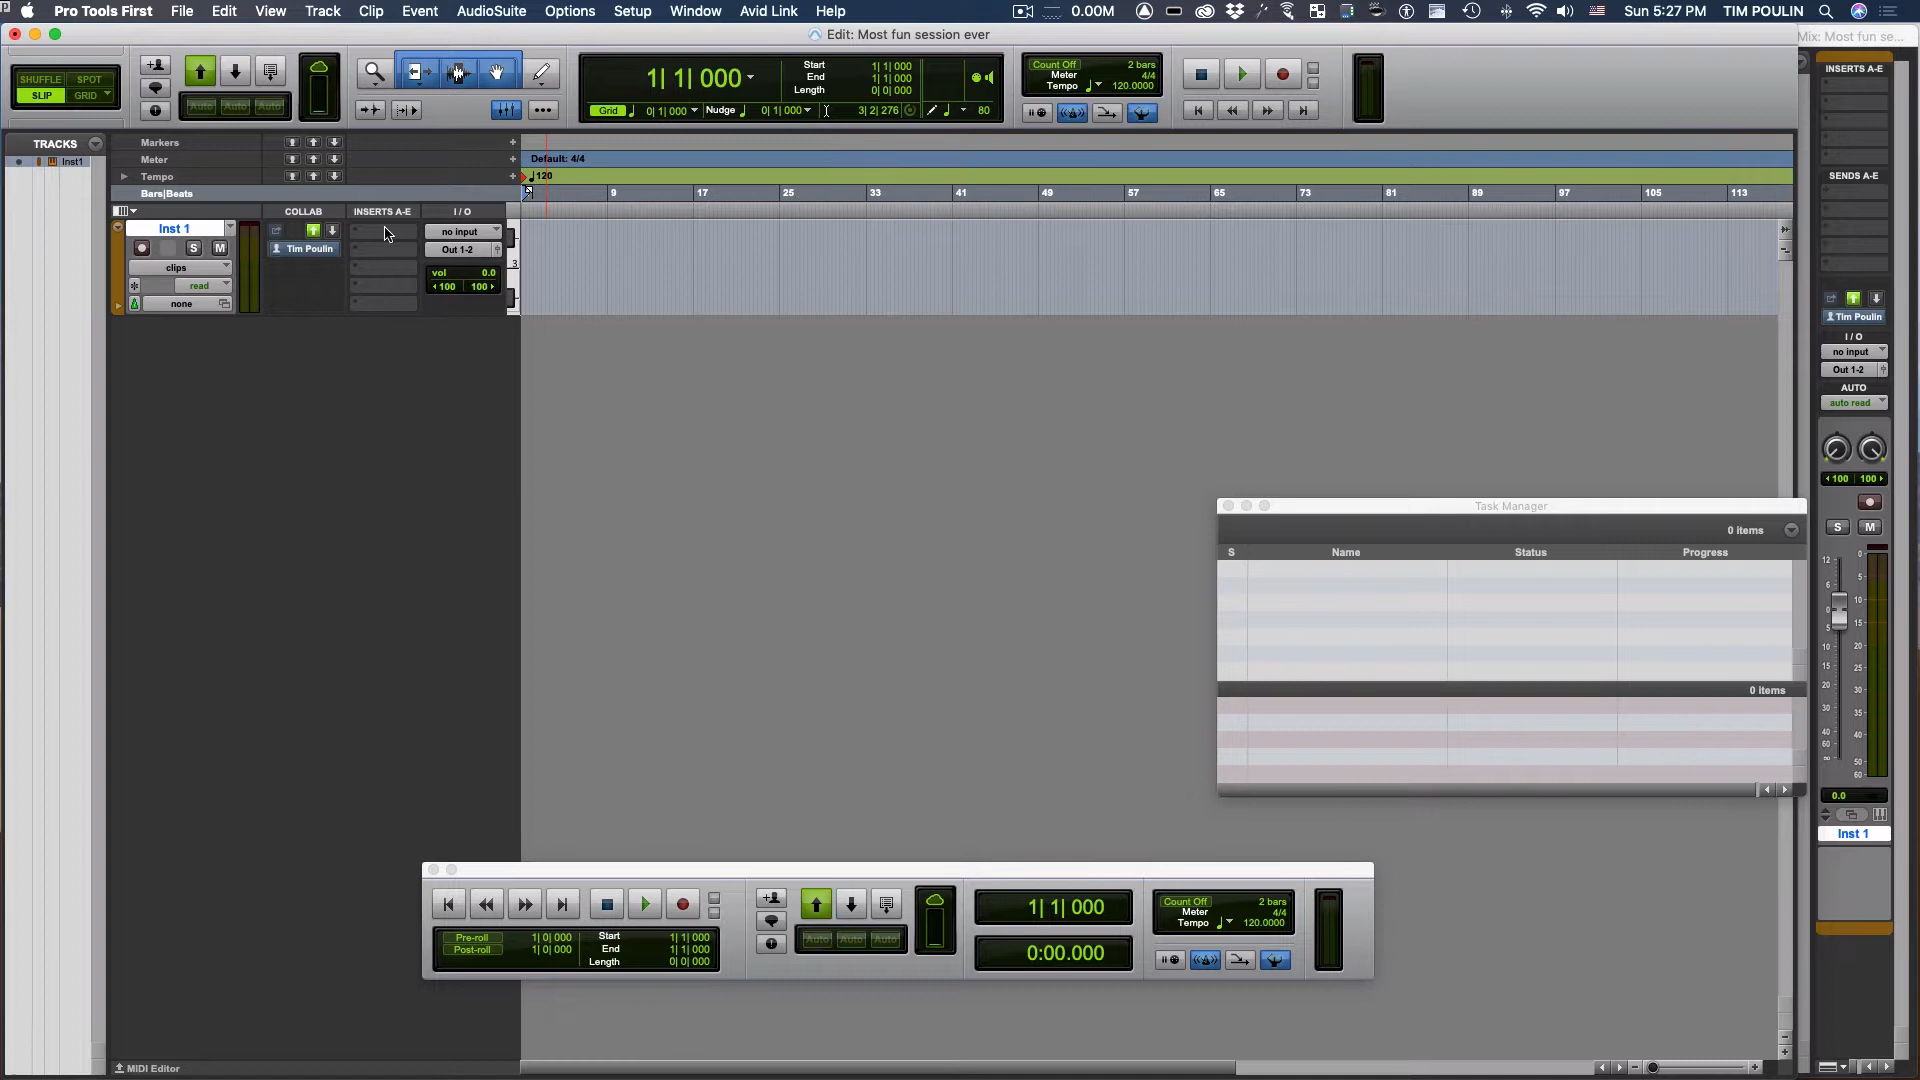 Pro Tools First File Edit View Track Clip Event AudioSuite Options Setup Window Avid Link Help 0.00M Sun 5:27 PM TIM POULIN
Edit: Most fun session ever
Mix: Most fun se...
SHUFFLE SPOT
SLIP GRID
Auto Auto Auto
1| 1| 000
Start 1| 1| 000
End 1| 1| 000
Length 0| 0| 000
Grid 0| 1| 000 Nudge 0| 1| 000 3| 2| 276 80
Count Off 2 bars
Meter 4/4
Tempo 120.0000
INSERTS A-E
SENDS A-E
TRACKS
Inst1
Markers
Meter Default: 4/4
Tempo 120
Bars|Beats 9 17 25 33 41 49 57 65 73 81 89 97 105 113
COLLAB INSERTS A-E I / O
Inst 1 no input
S M Tim Poulin Out 1-2
clips vol 0.0
read 100 100
none
3
Tim Poulin
I / O
no input
Out 1-2
AUTO
auto read
100 100
S M
12 6 0 5 10 15 20 30 40 60 ∞
0 5 10 15 20 25 30 35 40 50 60
0.0
Inst 1
Task Manager
0 items
S Name Status Progress
0 items
Pre-roll 1| 0| 000 Start 1| 1| 000
Post-roll 1| 0| 000 End 1| 1| 000
Length 0| 0| 000
Auto Auto Auto
1| 1| 000
0:00.000
Count Off 2 bars
Meter 4/4
Tempo 120.0000
MIDI Editor